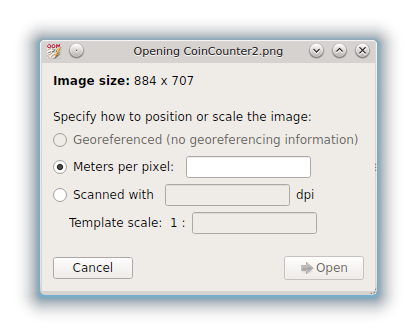 Opening CoinCounter2.png
Image size: 884 x 707
Specify how to position or scale the image:
Georeferenced (no georeferencing information)
Meters per pixel:
Scanned with dpi
Template scale: 1 :
Cancel Open